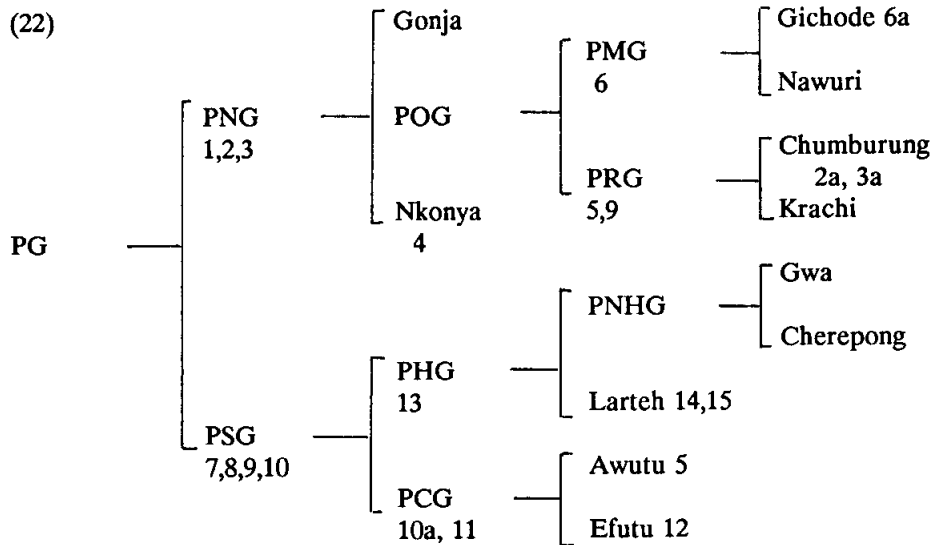 (22)
Gonja
PNG
1,2,3
POG
Nkonya
4
PMG
6
Gichode 6a
Nawuri
PRG
5,9
Chumburung
2a, 3a
Krachi
PG
PSG
7,8,9,10
PHG
13
PNHG
Gwa
Cherepong
Larteh 14,15
PCG
10a, 11
Awutu 5
Efutu 12